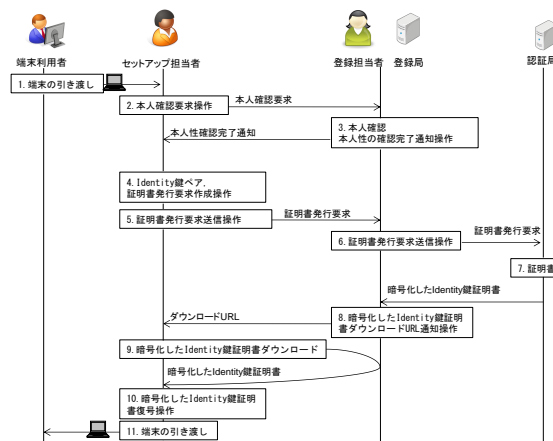 端末利用者
セットアップ担当者
登録担当者
登録局
認証局
1.端末の引き渡し
2.本人確認要求操作
本人確認要求
3.本人確認
本人性の確認完了通知操作
本人性確認完了通知
4.Identity鍵ペア,
証明書発行要求作成操作
5.証明書発行要求送信操作
証明書発行要求
6.証明書発行要求送信操作
証明書発行要求
7.証明書
暗号化したIdentity鍵証明書
ダウンロードURL
8.暗号化したIdentity鍵証明
書ダウンロードURL通知操作
9.暗号化したIdentity鍵証明書ダウンロード
暗号化したIdentity鍵証明書
10.暗号化したIdentity鍵証明
書復号操作
11.端末の引き渡し